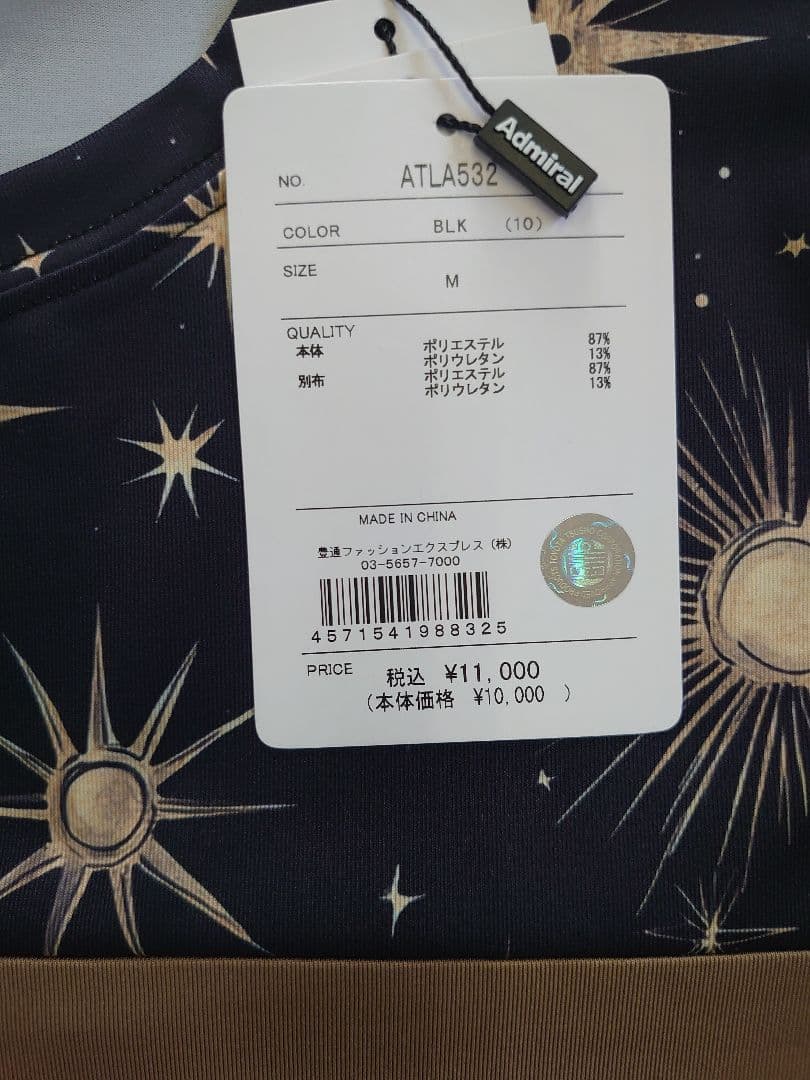 Admiral
NO. ATLA532
COLOR BLK (10)
SIZE M
QUALITY
本体 ポリエステル 87%
ポリウレタン 13%
別布 ポリエステル 87%
ポリウレタン 13%
MADE IN CHINA
豊通ファッションエクスプレス (株)
03-5657-7000
4571541988325
PRICE 税込 ¥11,000
(本体価格 ¥10,000 )